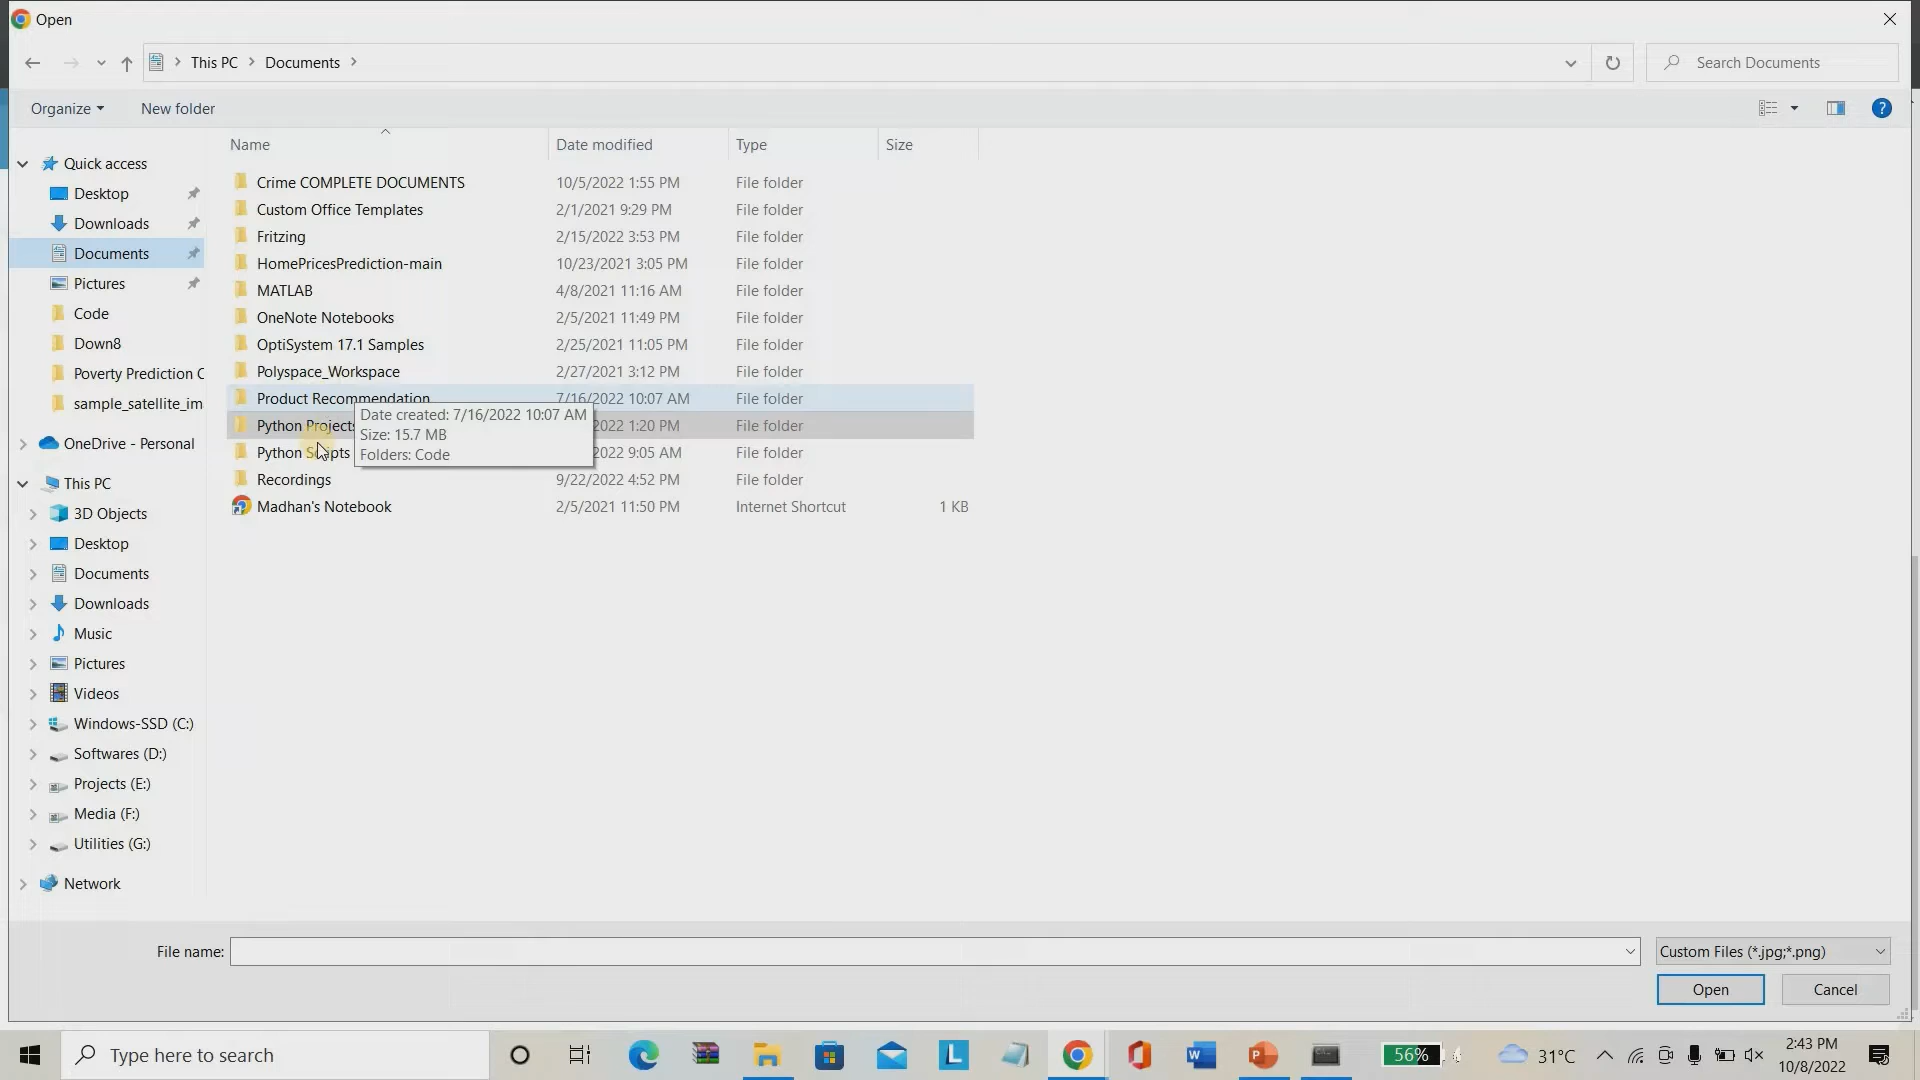 Open
This PC > Documents >
Search Documents
Organize
New folder
Name Date modified Type Size
Quick access
Desktop
Downloads
Documents
Pictures
Code
Down8
Poverty Prediction C
sample_satellite_im
OneDrive - Personal
This PC
3D Objects
Desktop
Documents
Downloads
Music
Pictures
Videos
Windows-SSD (C:)
Softwares (D:)
Projects (E:)
Media (F:)
Utilities (G:)
Network
Crime COMPLETE DOCUMENTS 10/5/2022 1:55 PM File folder
Custom Office Templates 2/1/2021 9:29 PM File folder
Fritzing 2/15/2022 3:53 PM File folder
HomePricesPrediction-main 10/23/2021 3:05 PM File folder
MATLAB 4/8/2021 11:16 AM File folder
OneNote Notebooks 2/5/2021 11:49 PM File folder
OptiSystem 17.1 Samples 2/25/2021 11:05 PM File folder
Polyspace_Workspace 2/27/2021 3:12 PM File folder
Product Recommendation 7/16/2022 10:07 AM File folder
Python Projects 2022 1:20 PM File folder
Python 2022 9:05 AM File folder
Recordings 9/22/2022 4:52 PM File folder
Madhan's Notebook 2/5/2021 11:50 PM Internet Shortcut 1 KB
Date created: 7/16/2022 10:07 AM
Size: 15.7 MB
Folders: Code
File name:
Custom Files (*.jpg;*.png)
Open
Cancel
Type here to search
56%
31°C
2:43 PM
10/8/2022